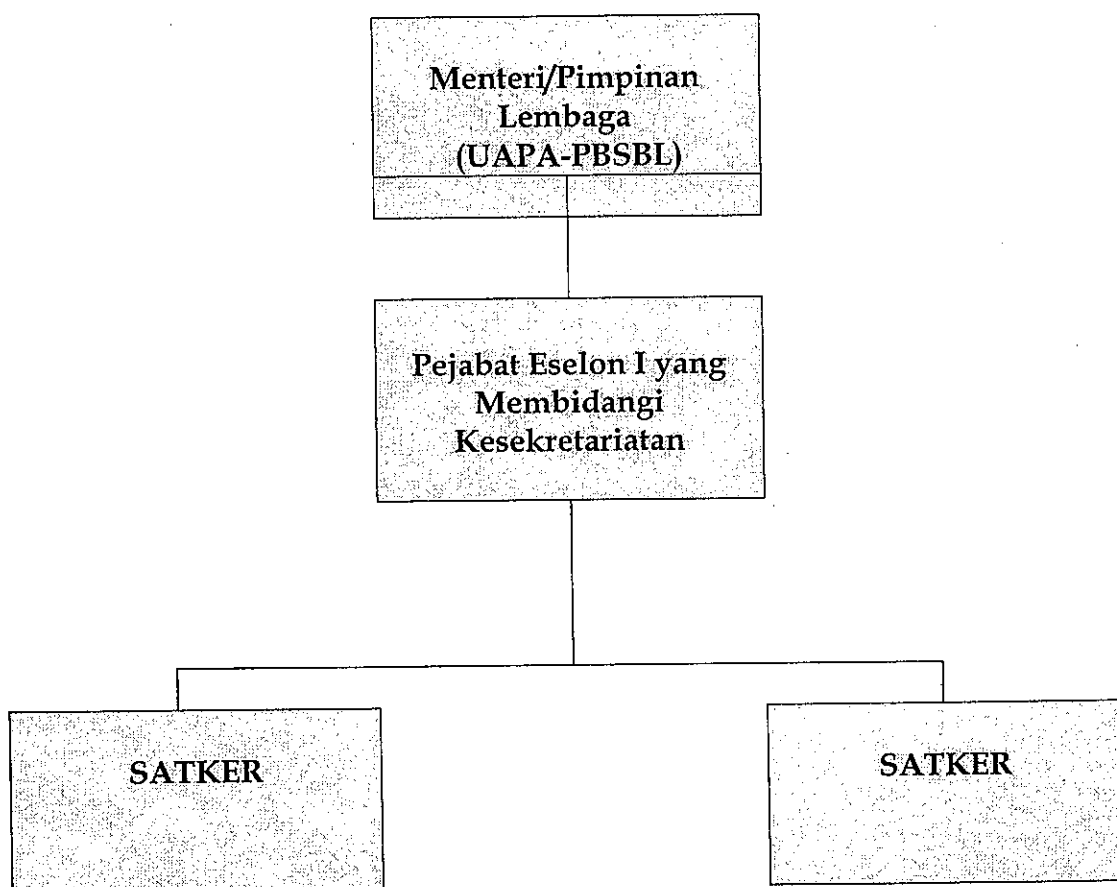 Menteri/Pimpinan
Lembaga
(UAPA-PBSBL)
Pejabat Eselon I yang
Membidangi
Kesekretariatan
SATKER
SATKER